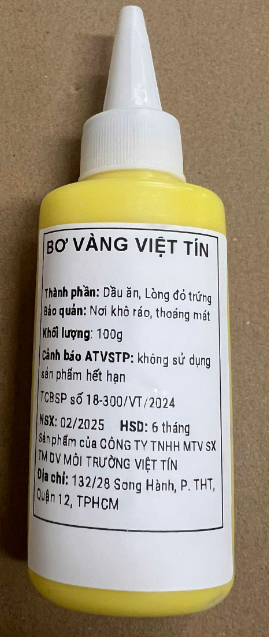 BƠ VÀNG VIỆT TÍN
Thành phần: Dầu ăn, Lòng đỏ trứng
Bảo quản: Nơi khô ráo, thoáng mát
Khối lượng: 100g
Cảnh báo ATVSTP: không sử dụng
sản phẩm hết hạn
TCBSP số 18-300/VT/2024
NSX: 02/2025 HSD: 6 tháng
Sản phẩm của CÔNG TY TNHH MTV SX
TM DV MÔI TRƯỜNG VIỆT TÍN
Địa chỉ: 132/28 Song Hành, P. THT,
Quận 12, TPHCM